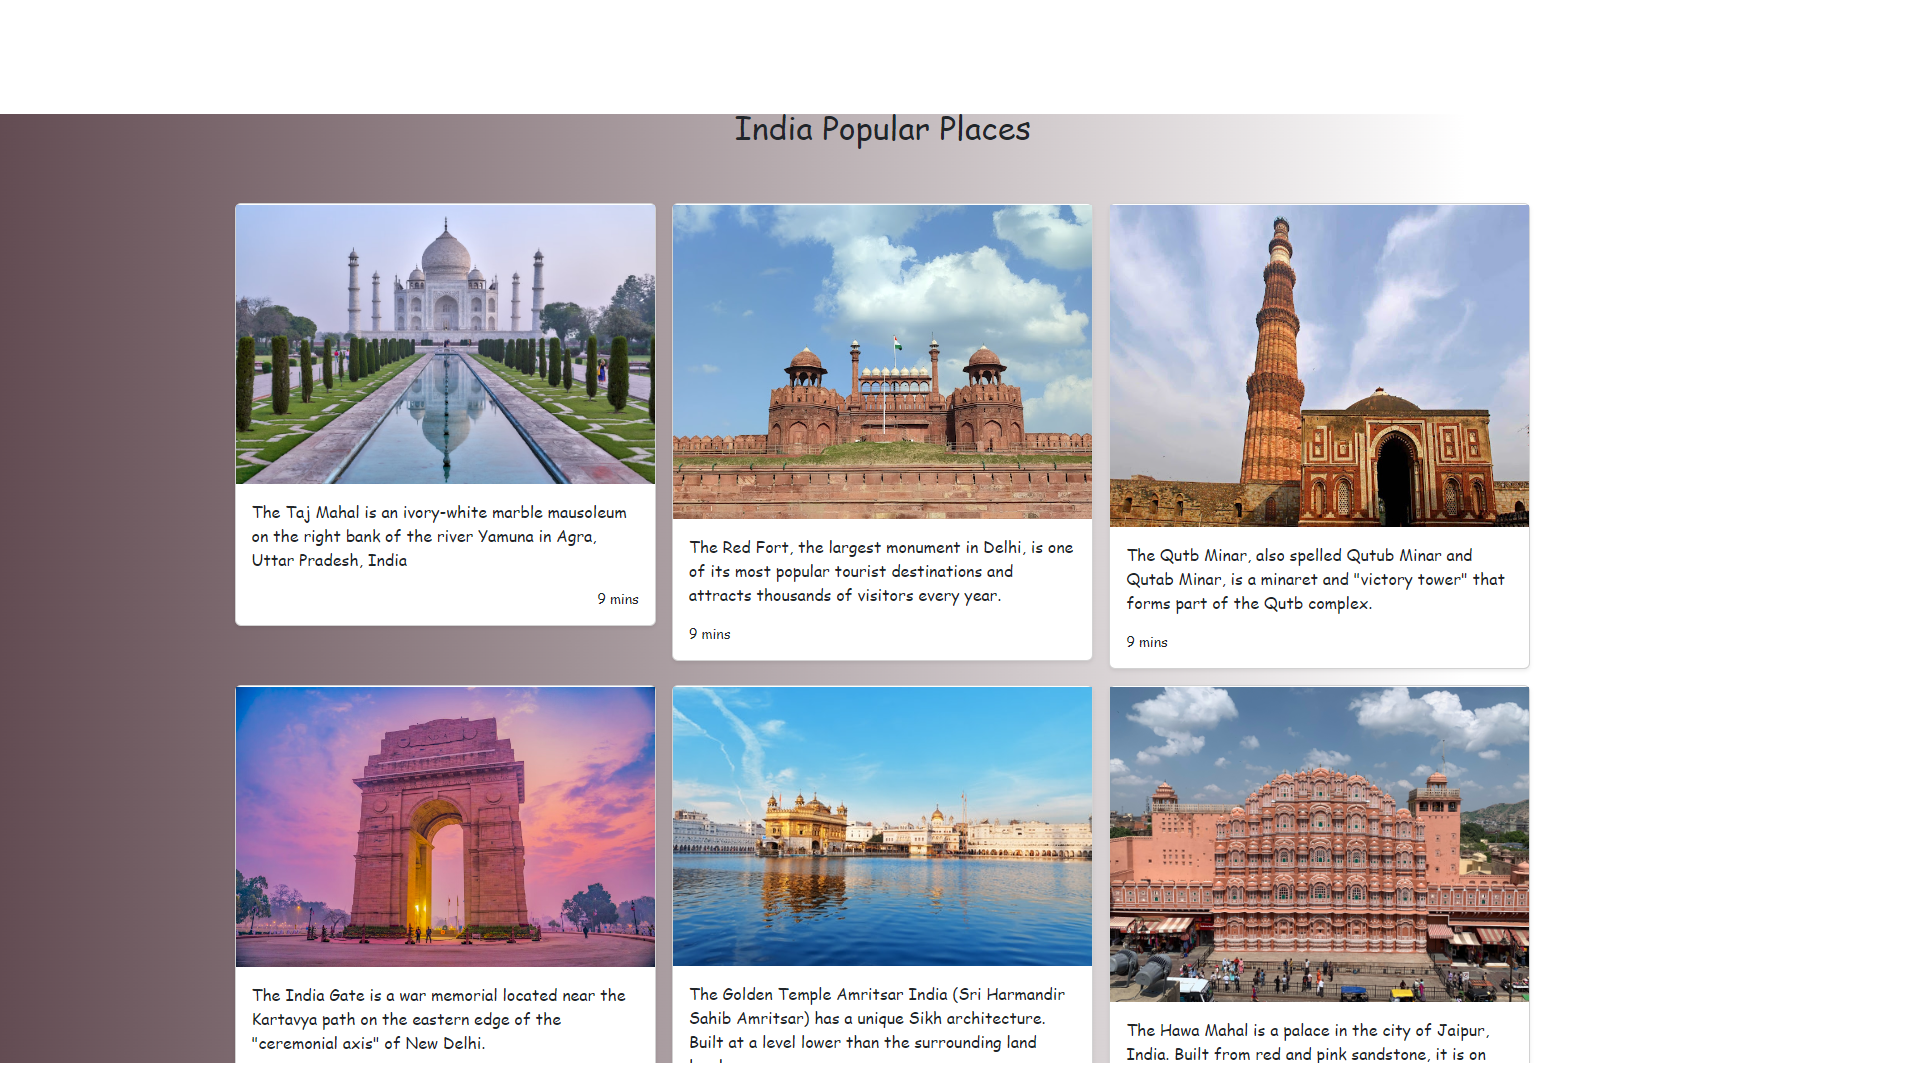 India Popular Places
The Taj Mahal is an ivory-white marble mausoleum
on the right bank of the river Yamuna in Agra,
Uttar Pradesh, India
9 mins
The Red Fort, the largest monument in Delhi, is one
of its most popular tourist destinations and
attracts thousands of visitors every year.
9 mins
The Qutb Minar, also spelled Qutub Minar and
Qutab Minar, is a minaret and "victory tower" that
forms part of the Qutb complex.
9 mins
The India Gate is a war memorial located near the
Kartavya path on the eastern edge of the
"ceremonial axis" of New Delhi.
The Golden Temple Amritsar India (Sri Harmandir
Sahib Amritsar) has a unique Sikh architecture.
Built at a level lower than the surrounding land
The Hawa Mahal is a palace in the city of Jaipur,
India. Built from red and pink sandstone, it is on